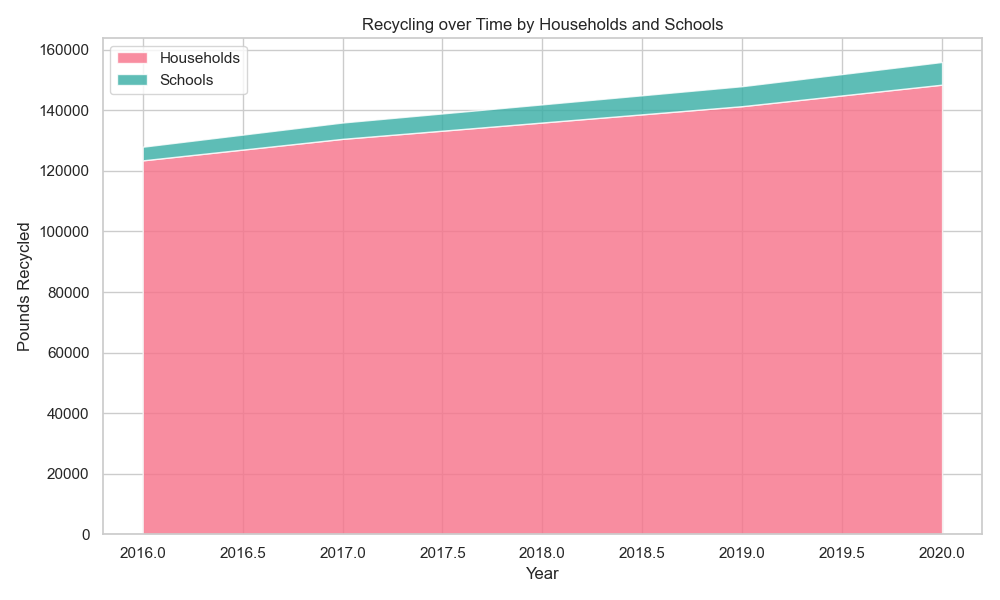 Recycling over Time by Households and Schools
Households
Schools
Pounds Recycled
160000
140000
120000
100000
80000
60000
40000
20000
0
2016.0 2016.5 2017.0 2017.5 2018.0 2018.5 2019.0 2019.5 2020.0
Year